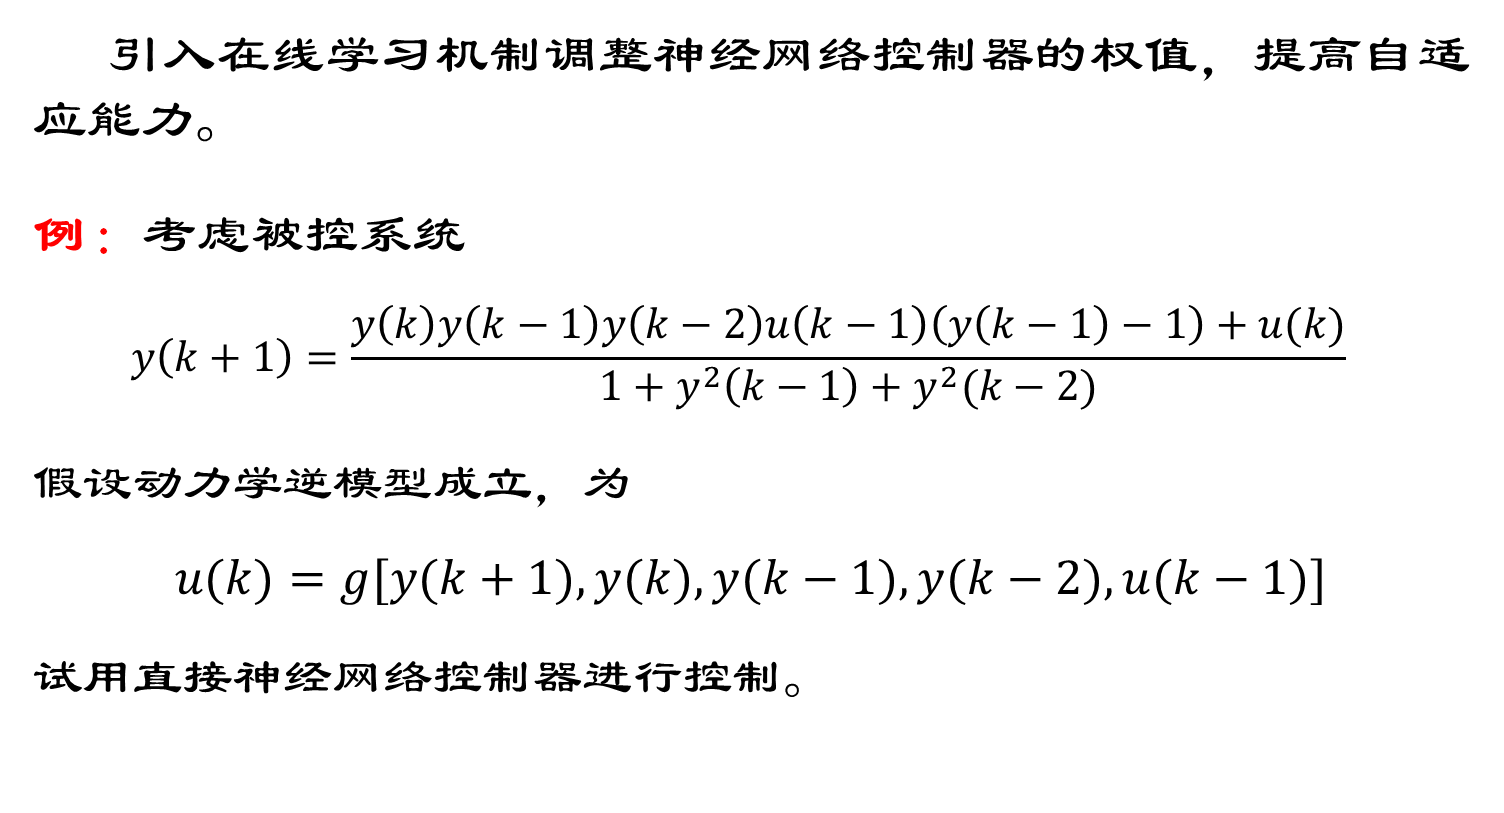 引入在线学习机制调整神经网络控制器的权值，提高自适
应能力。
例：考虑被控系统
y(k + 1) = \frac{y(k)y(k − 1)y(k − 2)u(k − 1)(y(k − 1) − 1) + u(k)}{1 + y²(k − 1) + y²(k − 2)}
假设动力学逆模型成立，为
u(k) = g[y(k + 1), y(k), y(k − 1), y(k − 2), u(k − 1)]
试用直接神经网络控制器进行控制。